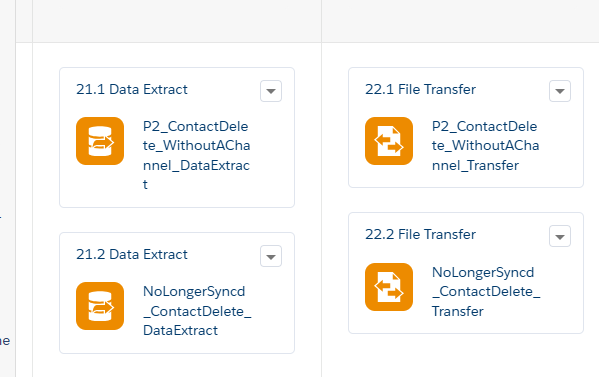 21.1 Data Extract
P2_ContactDele
te_WithoutACha
nnel_DataExtrac
t
22.1 File Transfer
P2_ContactDele
te_WithoutACha
nnel_Transfer
21.2 Data Extract
NoLongerSyncd
_ContactDelete_
DataExtract
22.2 File Transfer
NoLongerSyncd
_ContactDelete_
Transfer